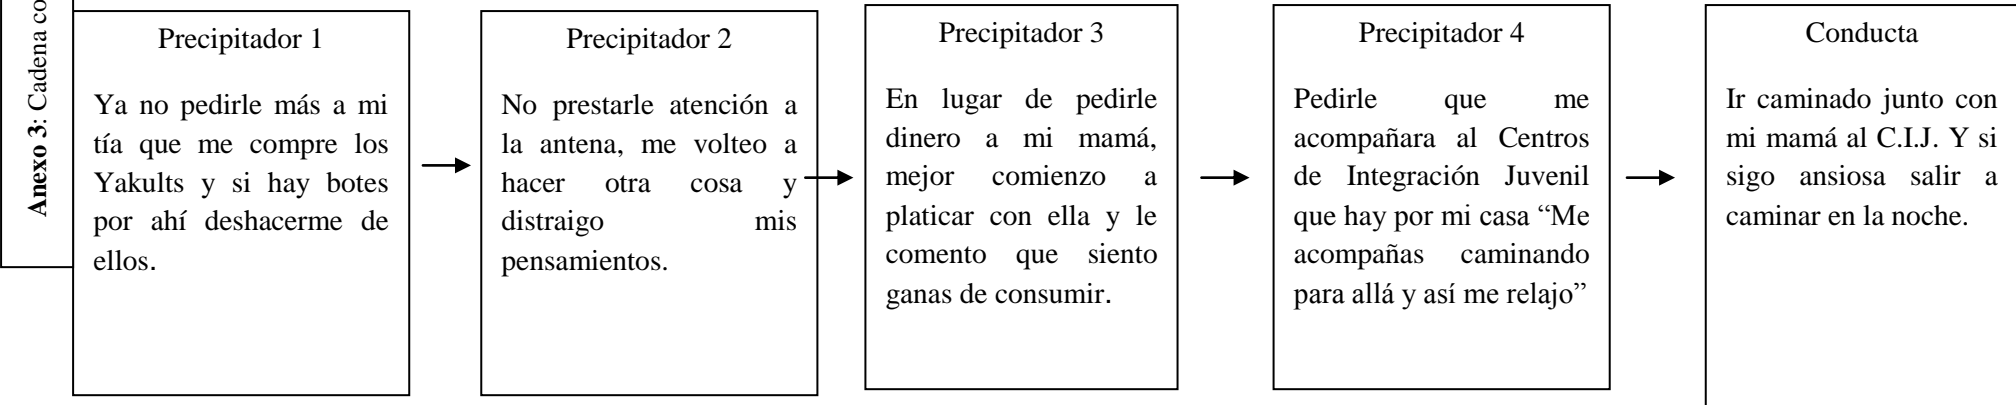 Anexo 3: Cadena
Precipitador 1
Ya no pedirle más a mi
tía que me compre los
Yakults y si hay botes
por ahí deshacerme de
ellos.
Precipitador 2
No prestarle atención a
la antena, me volteo a
hacer otra cosa y
distraigo mis
pensamientos.
Precipitador 3
En lugar de pedirle
dinero a mi mamá,
mejor comienzo a
platicar con ella y le
comento que siento
ganas de consumir.
Precipitador 4
Pedirle que me
acompañara al Centros
de Integración Juvenil
que hay por mi casa “Me
acompañas caminando
para allá y así me relajo”
Conducta
Ir caminado junto con
mi mamá al C.I.J. Y si
sigo ansiosa salir a
caminar en la noche.